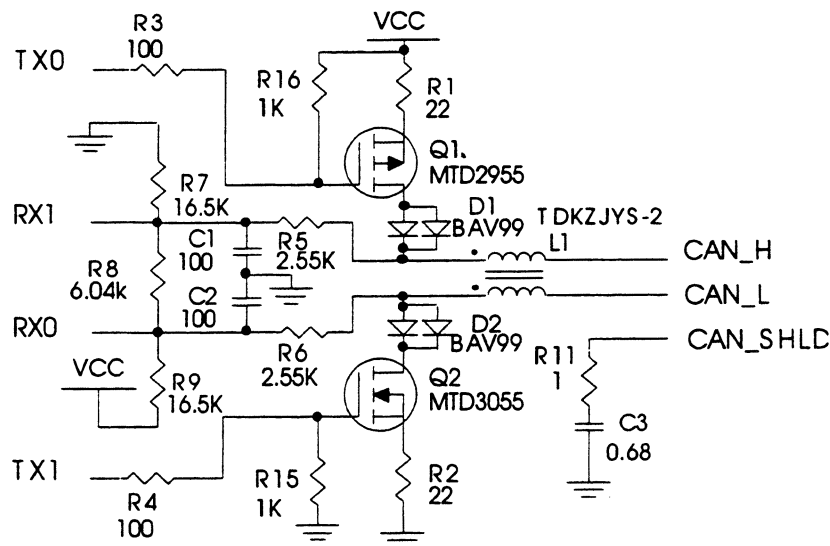 VCC
R3
100
TX0
R16
1K
R1
22
Q1.
MTD2955
R7
16.5K
RX1
D1
BAV99
TDKZJYS-2
L1
C1
100
R5
2.55K
CAN_H
R8
6.04k
C2
100
CAN_L
RX0
D2
BAV99
CAN_SHLD
R6
2.55K
VCC
R9
16.5K
Q2
MTD3055
R11
1
C3
0.68
TX1
R4
100
R15
1K
R2
22